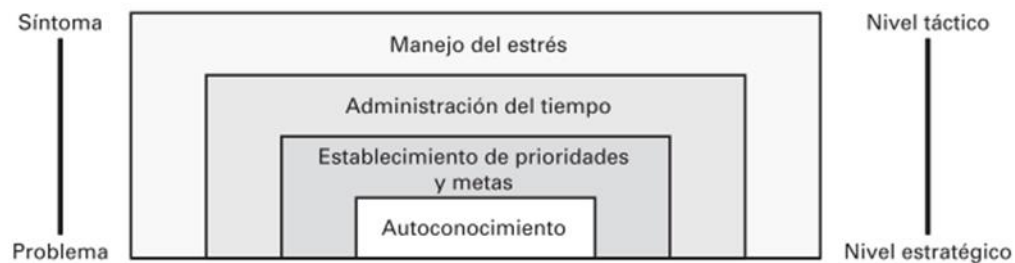 Síntoma
Nivel táctico
Manejo del estrés
Administración del tiempo
Establecimiento de prioridades
y metas
Autoconocimiento
Problema
Nivel estratégico